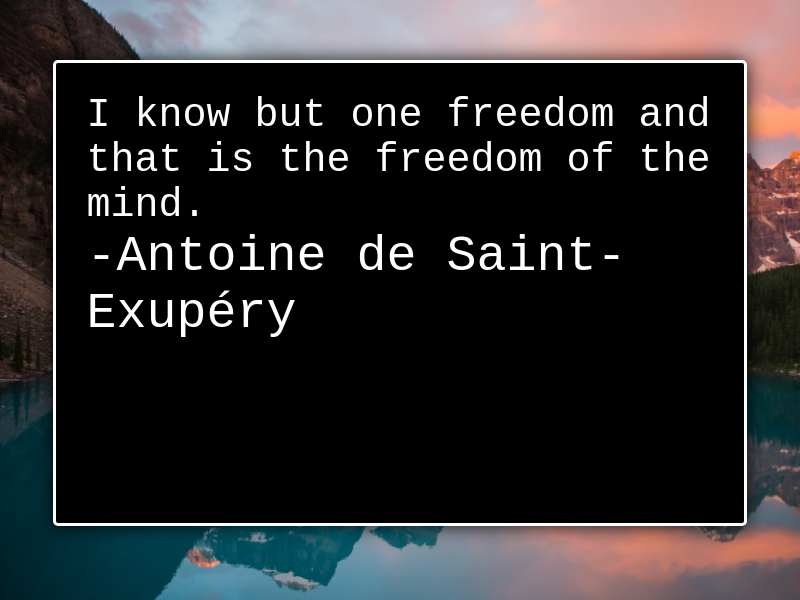 I know but one freedom and
that is the freedom of the
mind.
-Antoine de Saint-
Exupéry